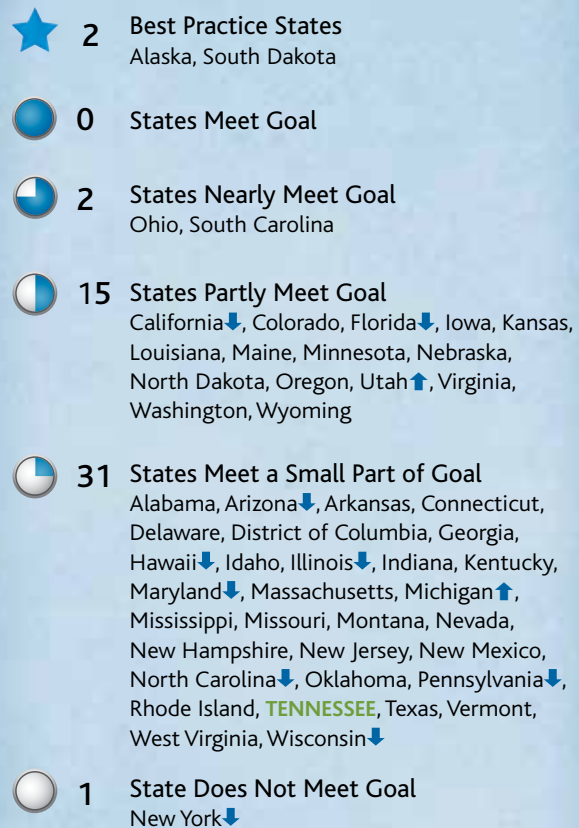 2 Best Practice States
Alaska, South Dakota
0 States Meet Goal
2 States Nearly Meet Goal
Ohio, South Carolina
15 States Partly Meet Goal
California⬇, Colorado, Florida⬇, Iowa, Kansas,
Louisiana, Maine, Minnesota, Nebraska,
North Dakota, Oregon, Utah⬆, Virginia,
Washington, Wyoming
31 States Meet a Small Part of Goal
Alabama, Arizona⬇, Arkansas, Connecticut,
Delaware, District of Columbia, Georgia,
Hawaii⬇, Idaho, Illinois⬇, Indiana, Kentucky,
Maryland⬇, Massachusetts, Michigan⬆,
Mississippi, Missouri, Montana, Nevada,
New Hampshire, New Jersey, New Mexico,
North Carolina⬇, Oklahoma, Pennsylvania⬇,
Rhode Island, TENNESSEE, Texas, Vermont,
West Virginia, Wisconsin⬇
1 State Does Not Meet Goal
New York⬇